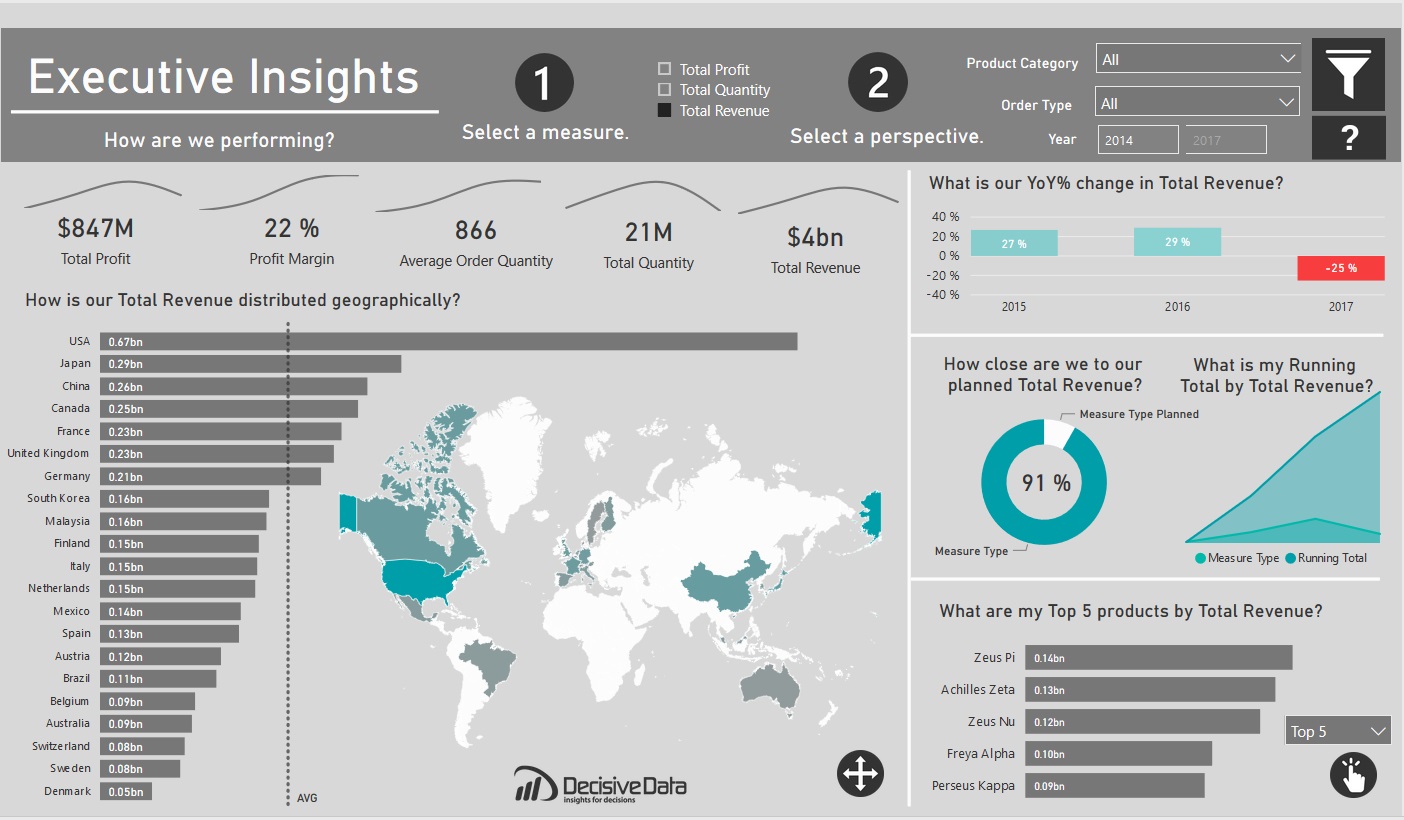 Executive Insights
How are we performing?
1
Select a measure.
Total Profit
Total Quantity
Total Revenue
2
Select a perspective.
Product Category
All
Order Type
All
Year
2014
2017
?
$847M
Total Profit
22 %
Profit Margin
866
Average Order Quantity
21M
Total Quantity
$4bn
Total Revenue
How is our Total Revenue distributed geographically?
USA 0.67bn
Japan 0.29bn
China 0.26bn
Canada 0.25bn
France 0.23bn
United Kingdom 0.23bn
Germany 0.21bn
South Korea 0.16bn
Malaysia 0.16bn
Finland 0.15bn
Italy 0.15bn
Netherlands 0.15bn
Mexico 0.14bn
Spain 0.13bn
Austria 0.12bn
Brazil 0.11bn
Belgium 0.09bn
Australia 0.09bn
Switzerland 0.08bn
Sweden 0.08bn
Denmark 0.05bn
AVG
DecisiveData
Insights for decisions
What is our YoY% change in Total Revenue?
40 %
20 %
0 %
-20 %
-40 %
27 %
29 %
-25 %
2015
2016
2017
How close are we to our
planned Total Revenue?
Measure Type Planned
91 %
Measure Type
What is my Running
Total by Total Revenue?
Measure Type
Running Total
What are my Top 5 products by Total Revenue?
Zeus Pi 0.14bn
Achilles Zeta 0.13bn
Zeus Nu 0.12bn
Freya Alpha 0.10bn
Perseus Kappa 0.09bn
Top 5